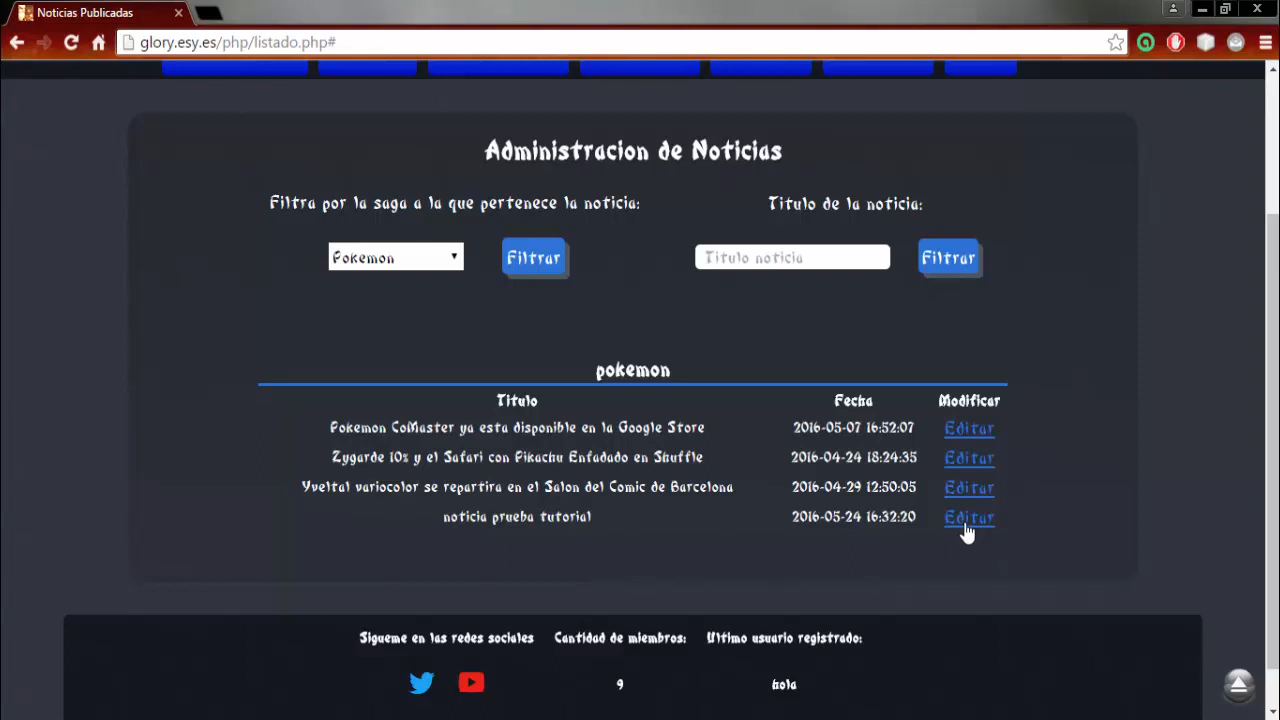 Noticias Publicadas
glory.esy.es/php/listado.php#
Administracion de Noticias
Filtra por la saga a la que pertenece la noticia:
Titulo de la noticia:
Pokemon
Filtrar
Titulo noticia
Filtrar
pokemon
Titulo Fecha Modificar
Pokemon CoMaster ya esta disponible en la Google Store 2016-05-07 16:52:07 Editar
Zygarde 10% y el Safari con Pikachu Enfadado en Shuffle 2016-04-24 18:24:35 Editar
Yveltal variocolor se repartira en el Salon del Comic de Barcelona 2016-04-29 12:50:05 Editar
noticia prueba tutorial 2016-05-24 16:32:20 Editar
Sigueme en las redes sociales Cantidad de miembros: Ultimo usuario registrado:
9 hola